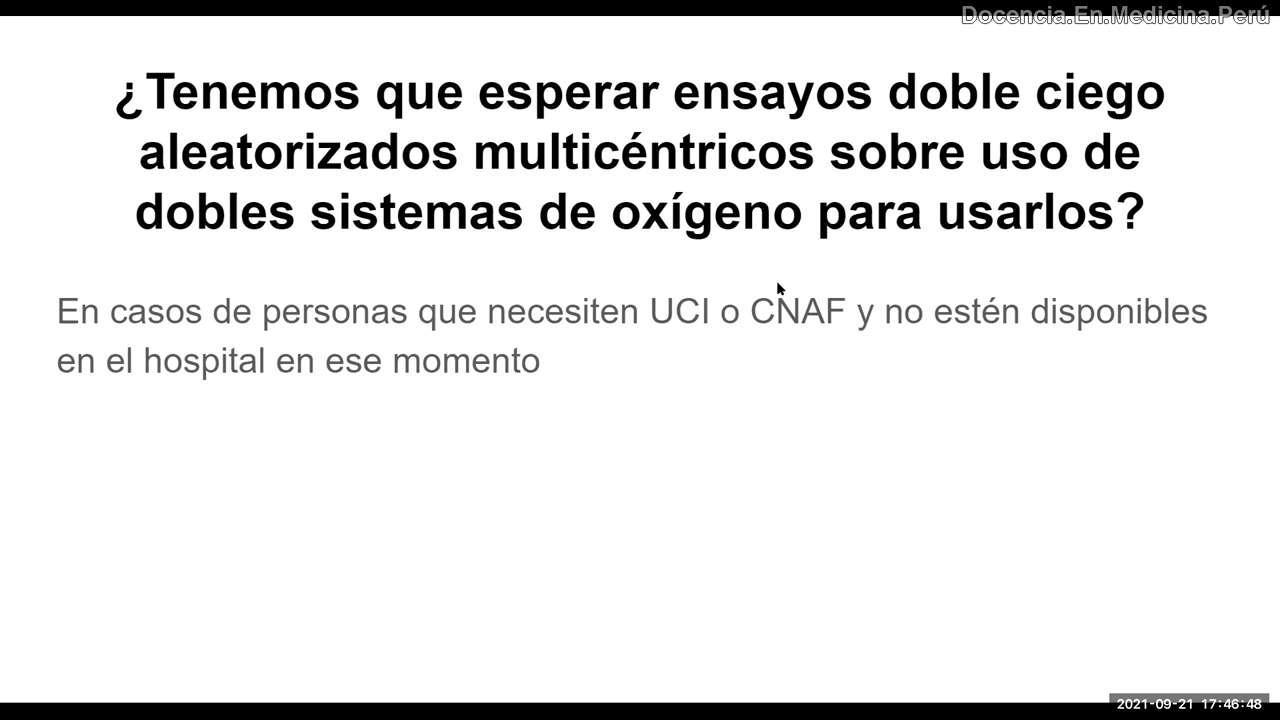 Docencia.En.Medicina.Perú
¿Tenemos que esperar ensayos doble ciego
aleatorizados multicéntricos sobre uso de
dobles sistemas de oxígeno para usarlos?
En casos de personas que necesiten UCI o CNAF y no estén disponibles
en el hospital en ese momento
2021-09-21 17:46:48